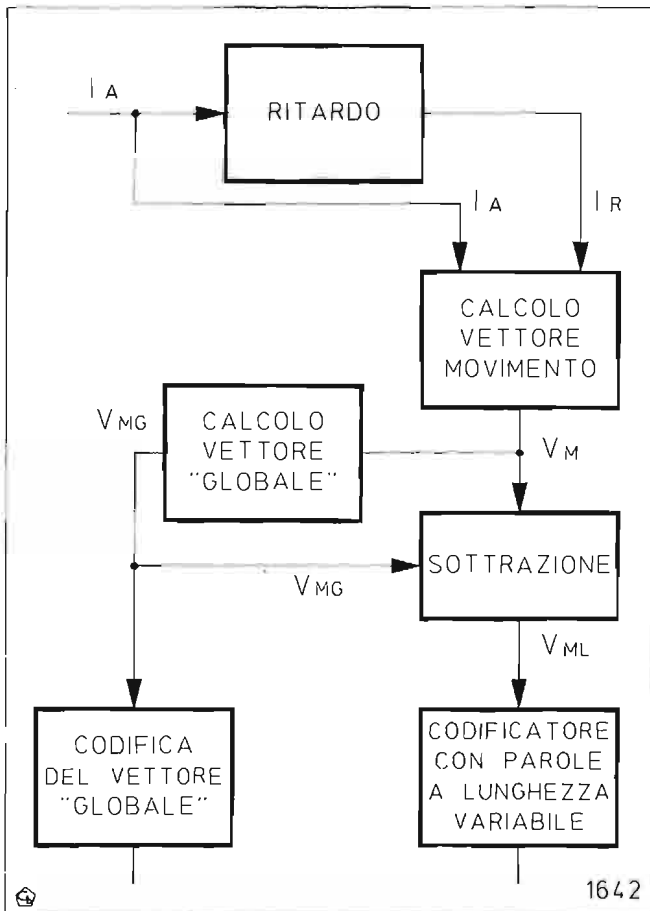 I A
RITARDO
I A
I R
CALCOLO
VETTORE
MOVIMENTO
V MG
CALCOLO
VETTORE
"GLOBALE"
V M
SOTTRAZIONE
V MG
V ML
CODIFICA
DEL VETTORE
"GLOBALE"
CODIFICATORE
CON PAROLE
A LUNGHEZZA
VARIABILE
1642